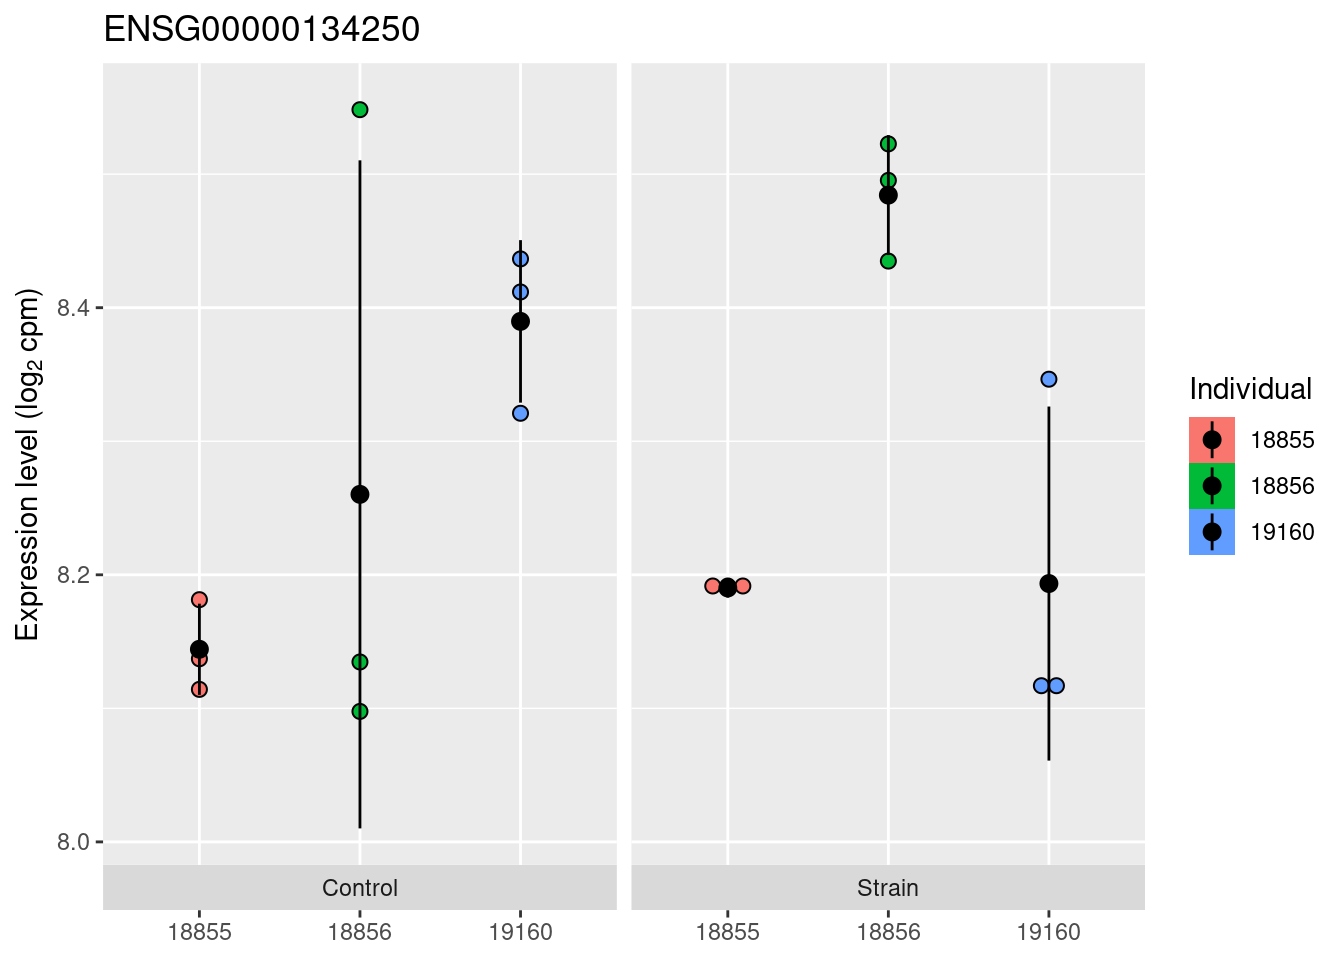 ENSG00000134250
Expression level (log₂ cpm)
8.4
8.2
8.0
Control
Strain
18855
18856
19160
18855
18856
19160
Individual
18855
18856
19160